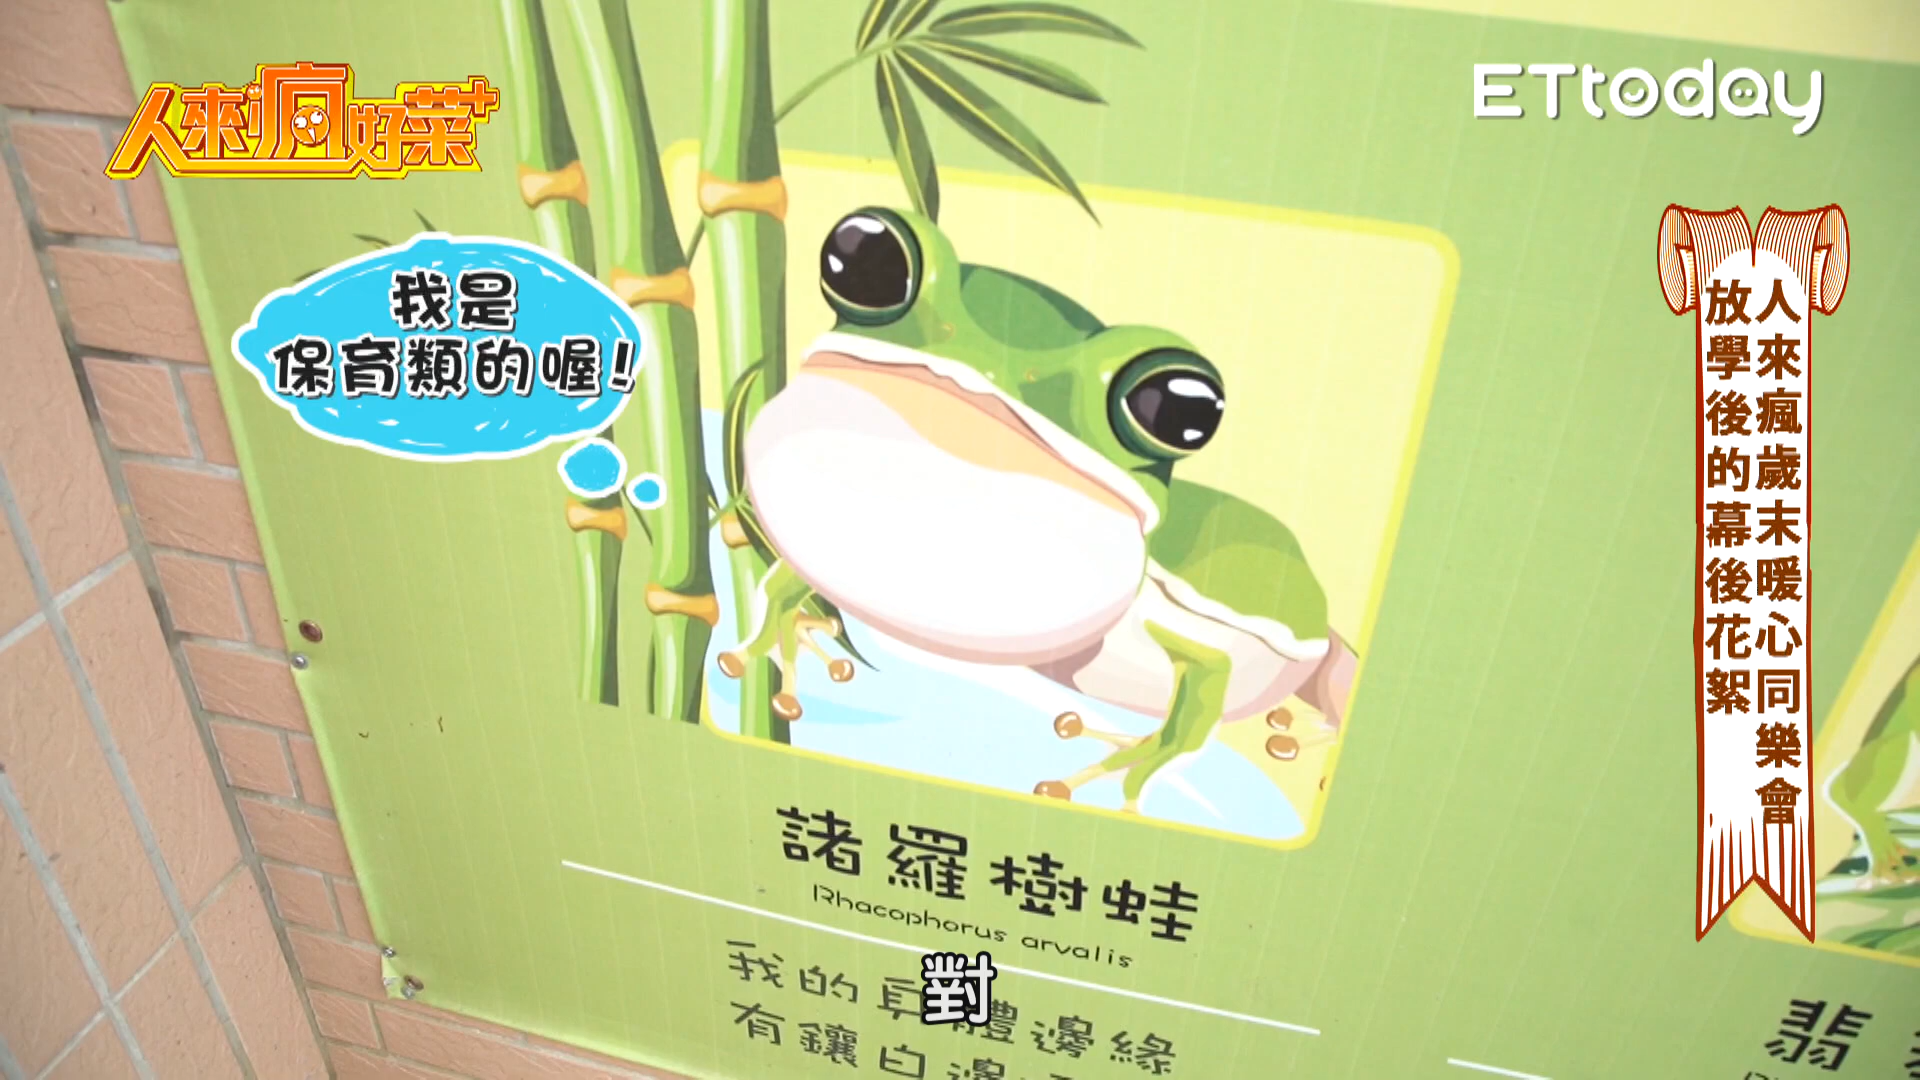 人來瘋好菜+
ETtoday
我是
保育類的喔!
人來瘋歲末暖心同樂會
放學後的幕後花絮
諸羅樹蛙
Rhacophorus arvalis
我的身體邊緣
有鑲白邊
對
翡